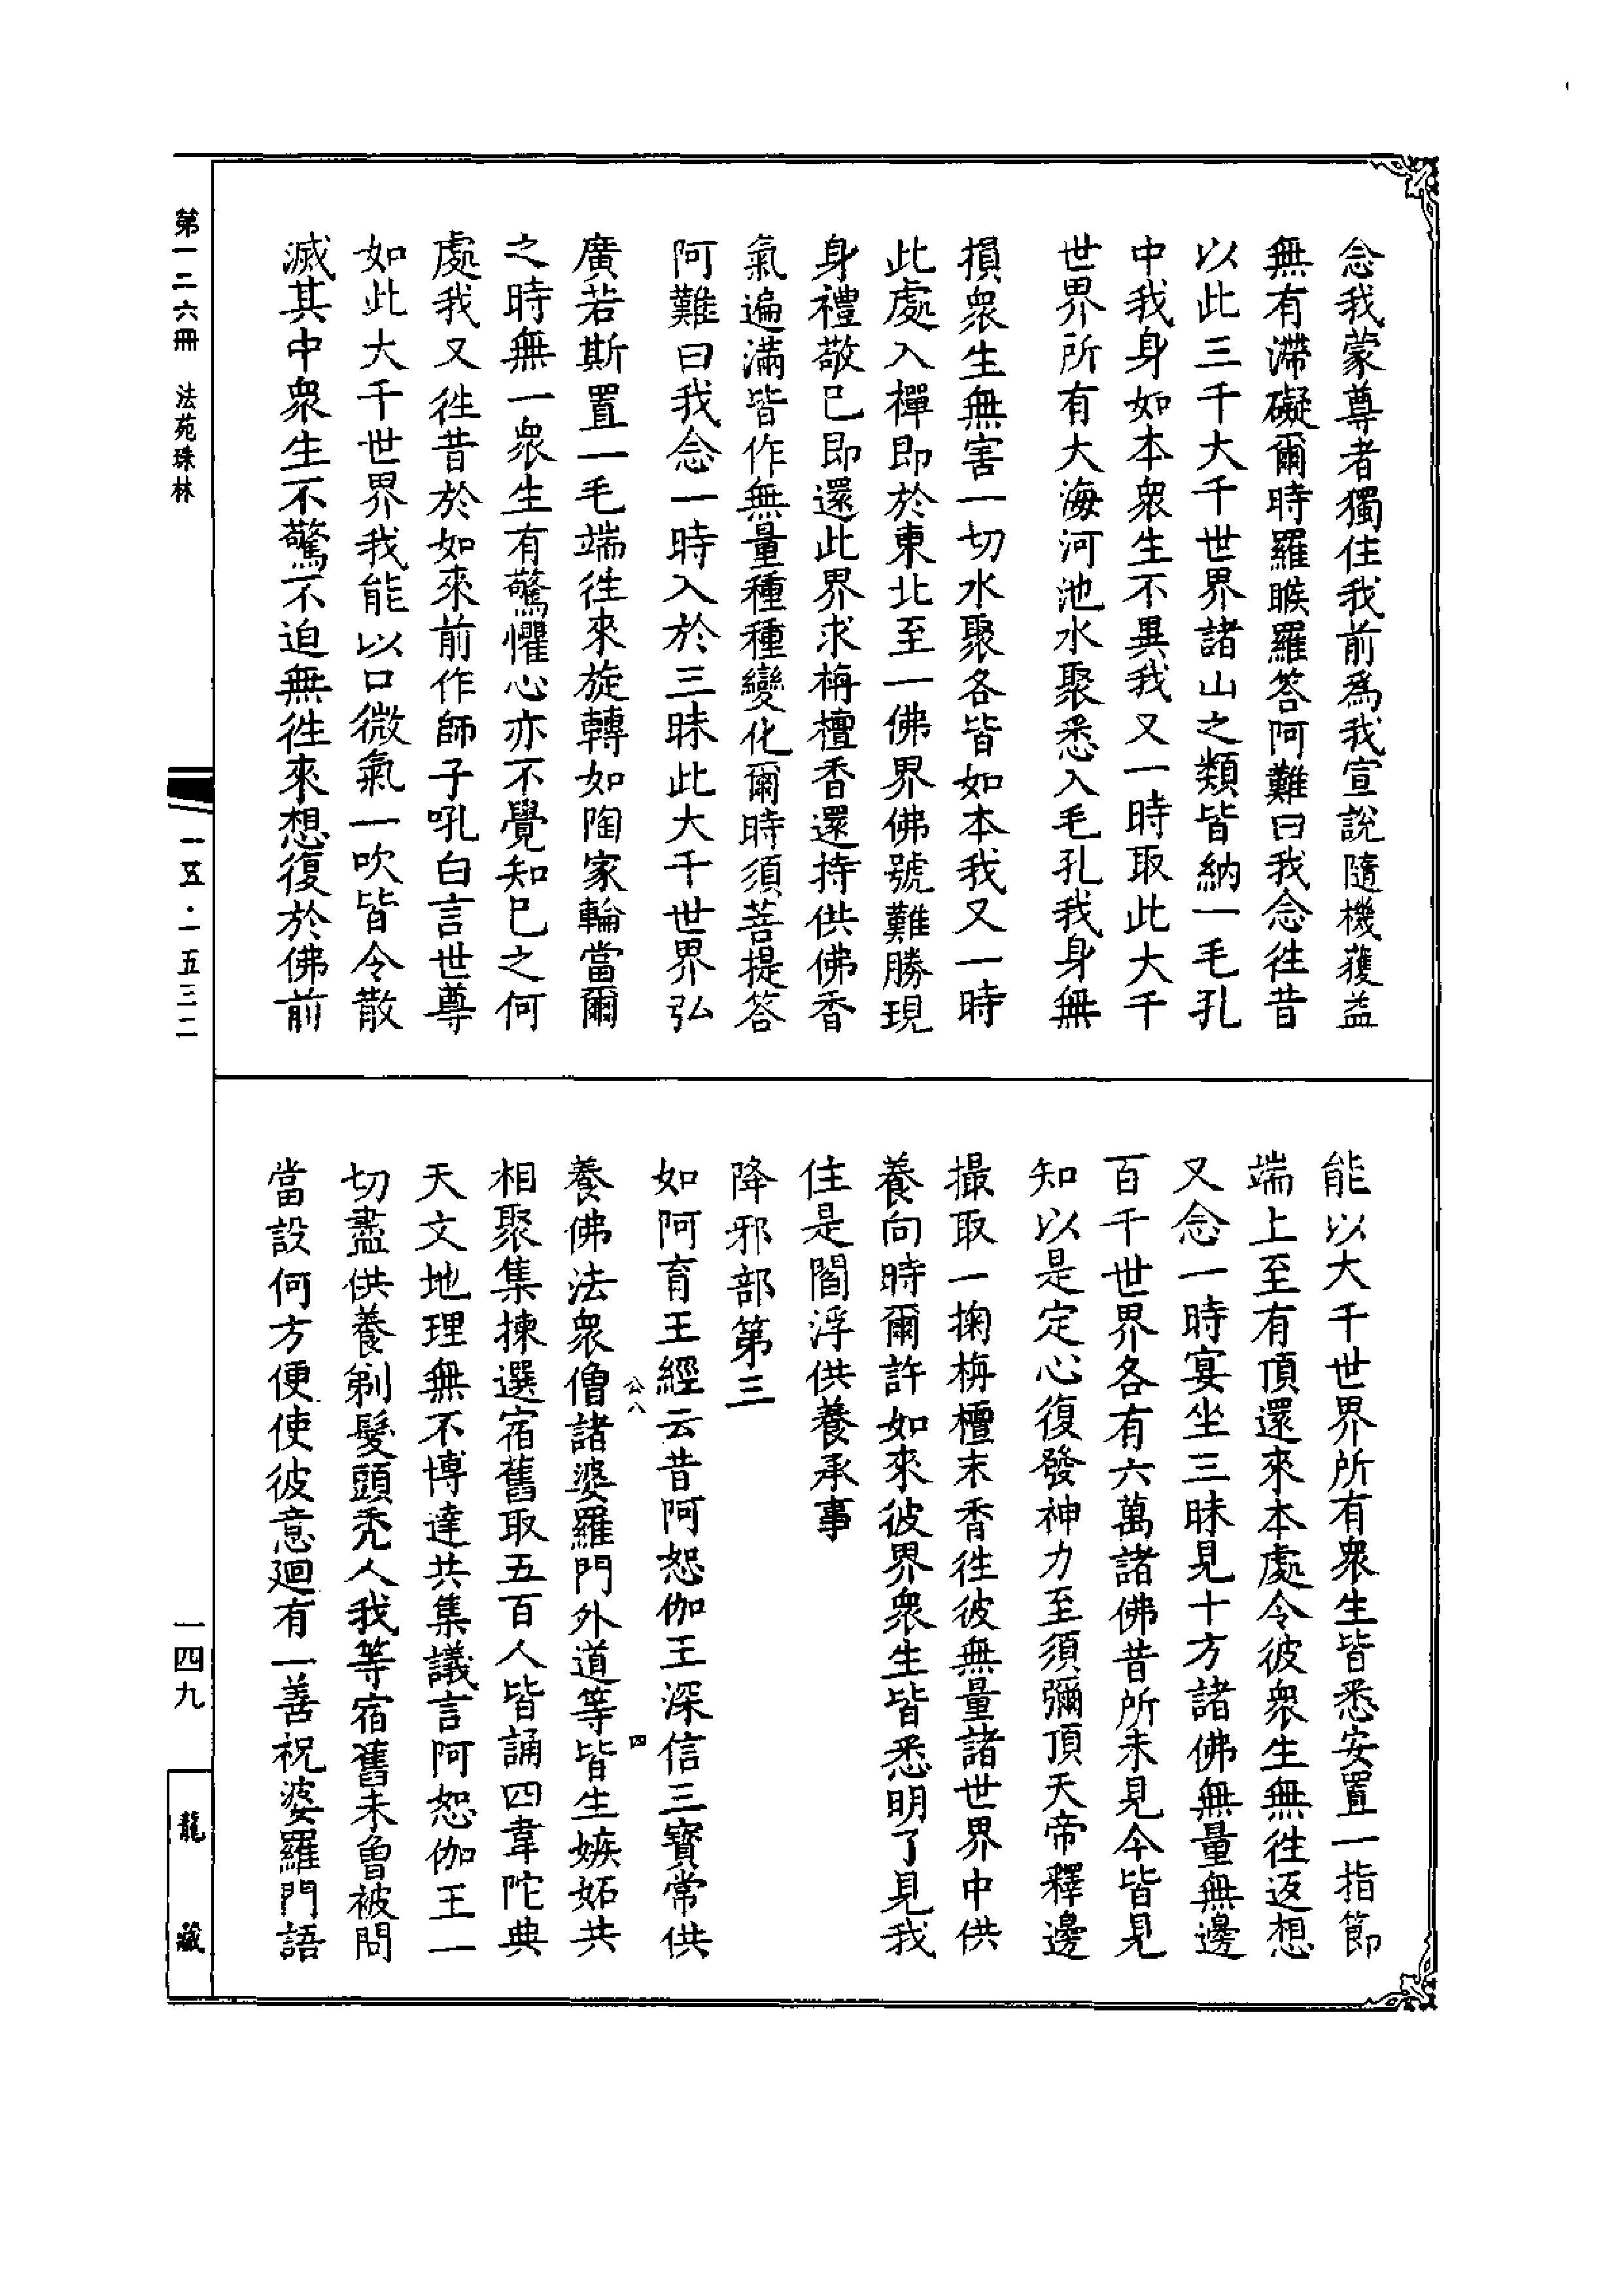 念我蒙尊者獨住我前爲我宣說隨機獲益
無有滯礙爾時羅睺羅答阿難曰我念往昔
以此三千大千世界諸山之類皆納一毛孔
中我身如本衆生不異我又一時取此大千
世界所有大海河池水聚悉入毛孔我身無
損衆生無害一切水聚各皆如本我又一時
此處入禪即於東北至一佛界佛號難勝現
身禮敬已即還此界求栴檀香還持供佛香
氣遍滿皆作無量種種變化爾時須菩提答
阿難曰我念一時入於三昧此大千世界弘
廣若斯置一毛端往來旋轉如陶家輪當爾
之時無一衆生有驚懼心亦不覺知已之何
處我又往昔於如來前作師子吼白言世尊
如此大千世界我能以口微氣一吹皆令散
滅其中衆生不驚不迫無往來想復於佛前
能以大千世界所有衆生皆悉安置一指節
端上至有頂還來本處令彼衆生無往返想
又念一時宴坐三昧見十方諸佛無量無邊
百千世界各有六萬諸佛昔所未見今皆見
知以是定心復發神力至須彌頂天帝釋邊
撮取一掬栴檀末香往彼無量諸世界中供
養向時爾許如來彼界衆生皆悉明了見我
住是閻浮供養承事
降邪部第三
如阿育王經云昔阿恕伽王深信三寶常供
公八
四
養佛法衆僧諸婆羅門外道等皆生嫉妬共
相聚集揀選宿舊取五百人皆誦四韋陀典
天文地理無不博達共集議言阿恕伽王一
切盡供養剃髮頭禿人我等宿舊未曾被問
當設何方便使彼意迴有一善祝婆羅門語
第一二六冊 法苑珠林
一五·一五三二
一四九
龍藏